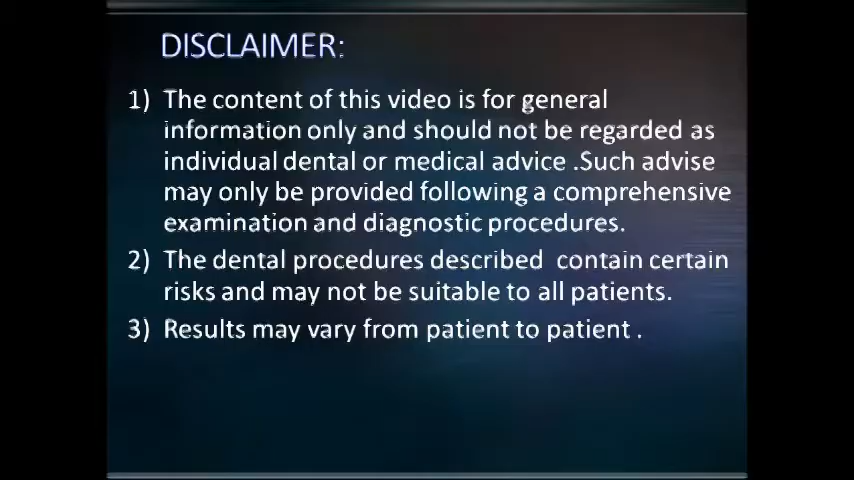 DISCLAIMER:
1) The content of this video is for general
information only and should not be regarded as
individual dental or medical advice .Such advise
may only be provided following a comprehensive
examination and diagnostic procedures.
2) The dental procedures described contain certain
risks and may not be suitable to all patients.
3) Results may vary from patient to patient .